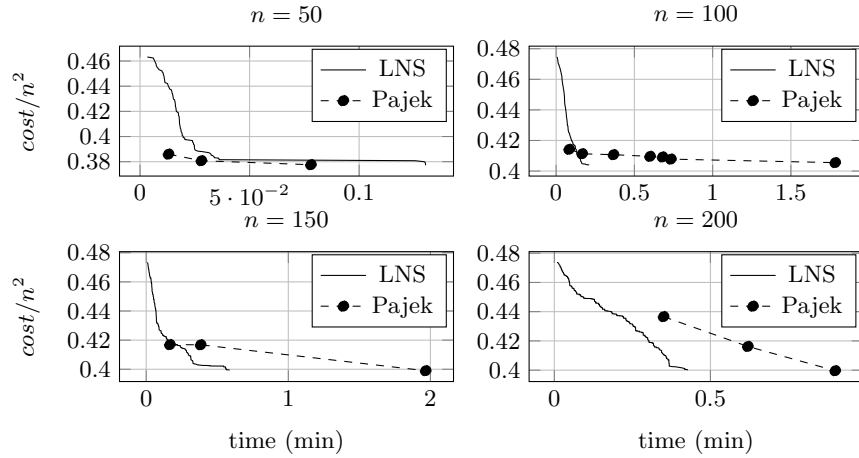 n = 50
0.46
0.44
0.42
0.4
0.38
cost/n²
LNS
Pajek
0
5 · 10⁻²
0.1
n = 100
0.48
0.46
0.44
0.42
0.4
LNS
Pajek
0
0.5
1
1.5
n = 150
0.48
0.46
0.44
0.42
0.4
cost/n²
LNS
Pajek
0
1
2
time (min)
n = 200
0.48
0.46
0.44
0.42
0.4
LNS
Pajek
0
0.5
time (min)